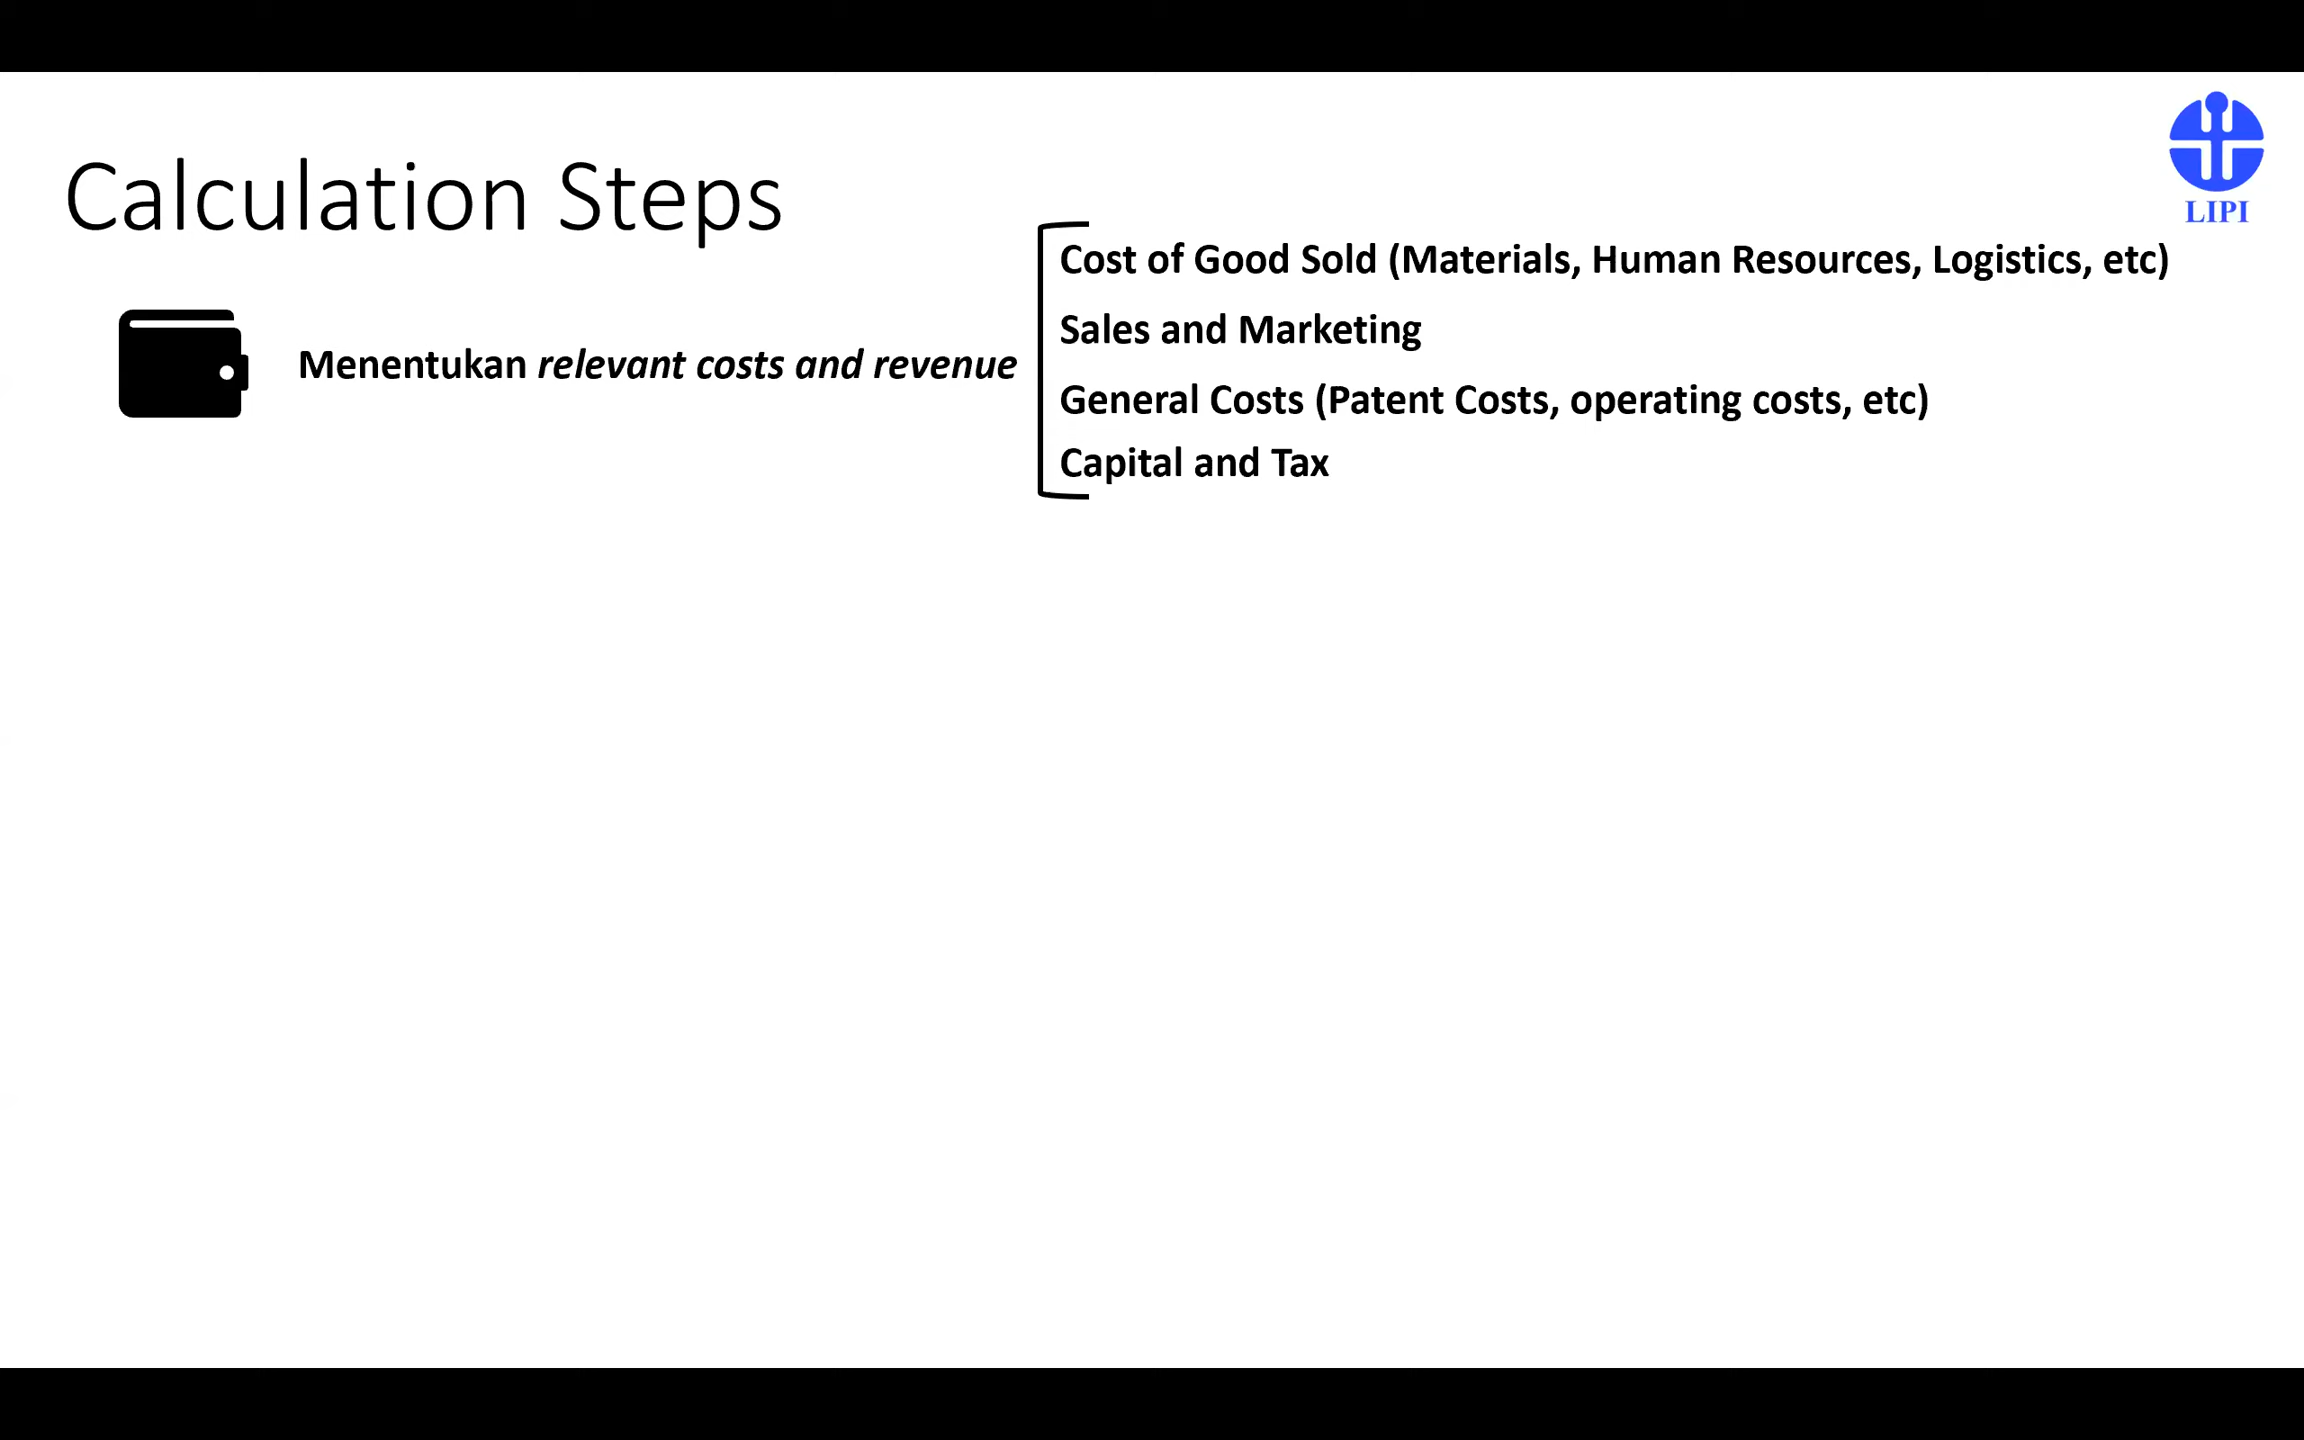 Calculation Steps
LIPI
Menentukan relevant costs and revenue
Cost of Good Sold (Materials, Human Resources, Logistics, etc)
Sales and Marketing
General Costs (Patent Costs, operating costs, etc)
Capital and Tax